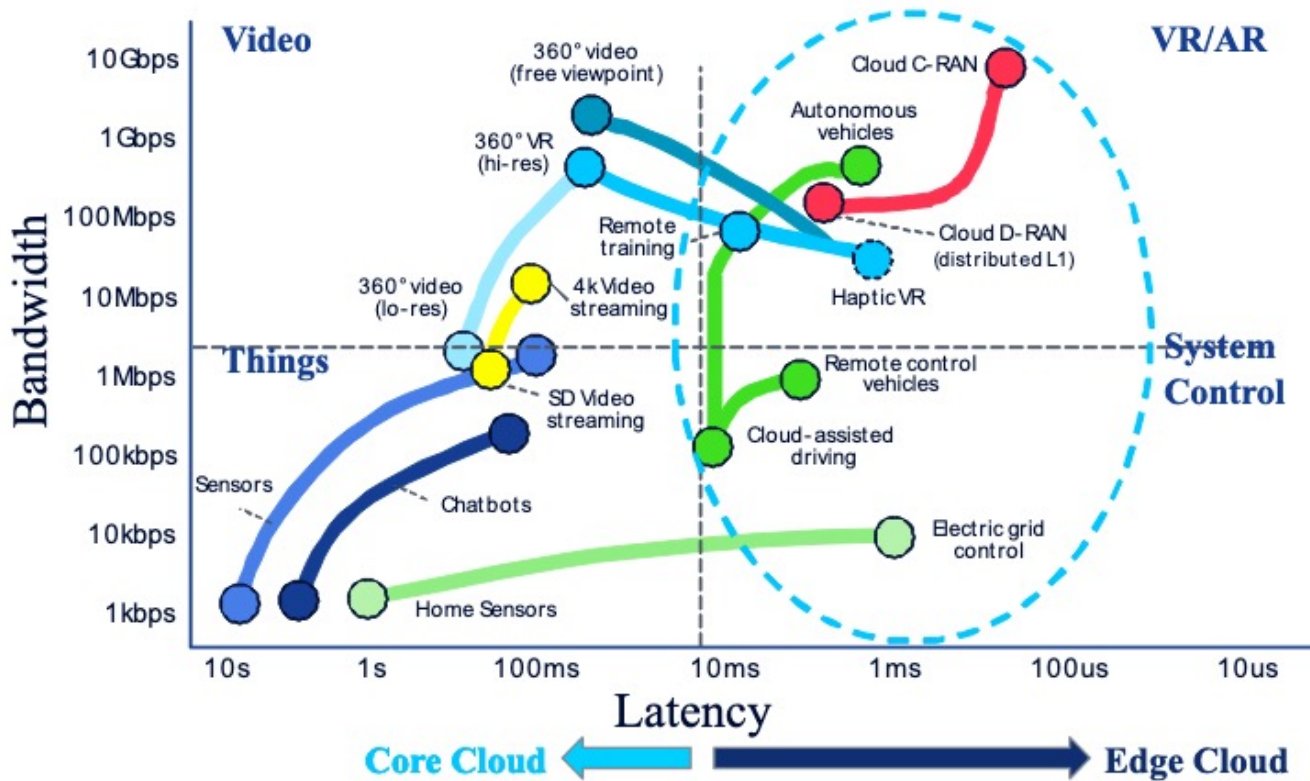 Video
VR/AR
10Gbps
1Gbps
100Mbps
10Mbps
1Mbps
100kbps
10kbps
1kbps
Bandwidth
360° video
(free viewpoint)
Cloud C-RAN
Autonomous
vehicles
360° VR
(hi-res)
Remote
training
Cloud D-RAN
(distributed L1)
360° video
(lo-res)
4k Video
streaming
Haptic VR
Things
System
Control
SD Video
streaming
Remote control
vehicles
Cloud-assisted
driving
Sensors
Chatbots
Electric grid
control
Home Sensors
10s
1s
100ms
10ms
1ms
100us
10us
Latency
Core Cloud
Edge Cloud